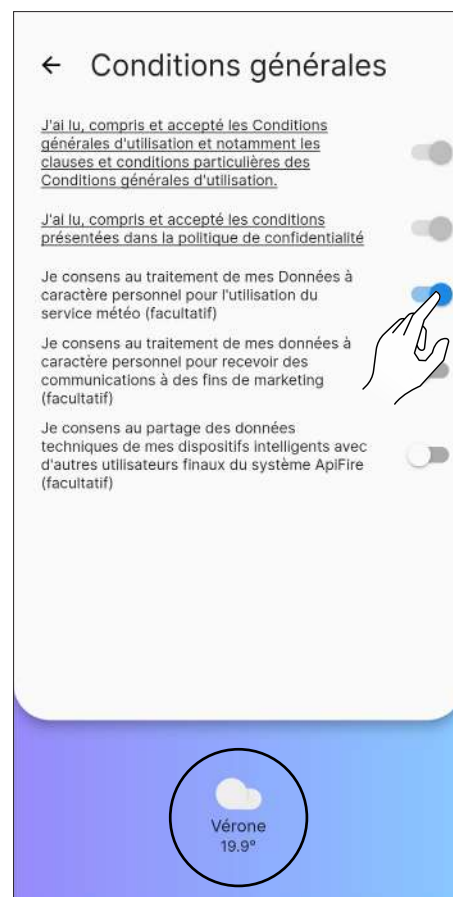 ← Conditions générales
J'ai lu, compris et accepté les Conditions
générales d'utilisation et notamment les
clauses et conditions particulières des
Conditions générales d'utilisation.
J'ai lu, compris et accepté les conditions
présentées dans la politique de confidentialité
Je consens au traitement de mes Données à
caractère personnel pour l'utilisation du
service météo (facultatif)
Je consens au traitement de mes données à
caractère personnel pour recevoir des
communications à des fins de marketing
(facultatif)
Je consens au partage des données
techniques de mes dispositifs intelligents avec
d'autres utilisateurs finaux du système ApiFire
(facultatif)
Vérone
19.9°